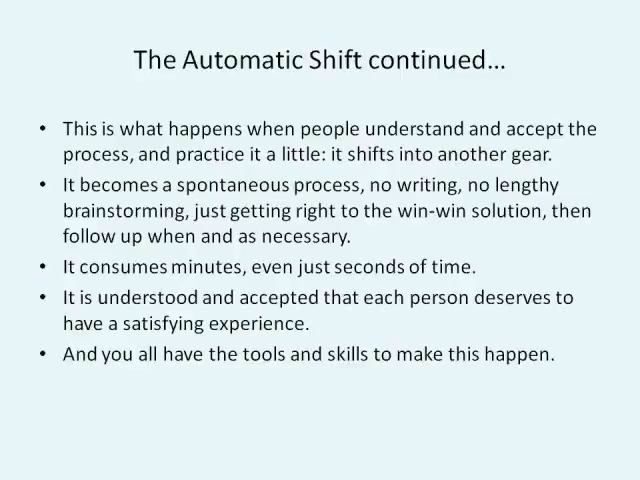 The Automatic Shift continued…
• This is what happens when people understand and accept the
process, and practice it a little: it shifts into another gear.
• It becomes a spontaneous process, no writing, no lengthy
brainstorming, just getting right to the win-win solution, then
follow up when and as necessary.
• It consumes minutes, even just seconds of time.
• It is understood and accepted that each person deserves to
have a satisfying experience.
• And you all have the tools and skills to make this happen.